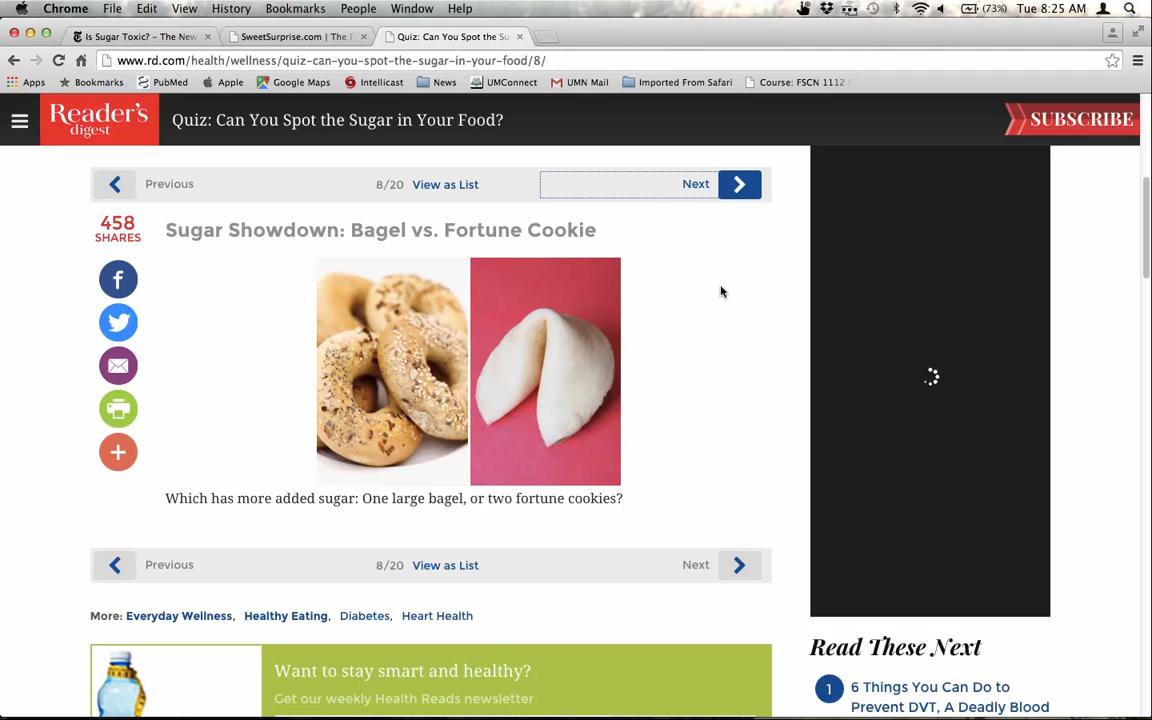 Chrome File Edit View History Bookmarks People Window Help (73%) Tue 8:25 AM
Is Sugar Toxic? – The New
SweetSurprise.com | The F
Quiz: Can You Spot the Su
www.rd.com/health/wellness/quiz-can-you-spot-the-sugar-in-your-food/8/
Apps Bookmarks PubMed Apple Google Maps Intellicast News UMConnect UMN Mail Imported From Safari Course: FSCN 1112
Reader's digest
Quiz: Can You Spot the Sugar in Your Food?
SUBSCRIBE
Previous 8/20 View as List Next
458
SHARES
Sugar Showdown: Bagel vs. Fortune Cookie
Which has more added sugar: One large bagel, or two fortune cookies?
Previous 8/20 View as List Next
More: Everyday Wellness, Healthy Eating, Diabetes, Heart Health
Want to stay smart and healthy?
Get our weekly Health Reads newsletter
Read These Next
1 6 Things You Can Do to
Prevent DVT, A Deadly Blood